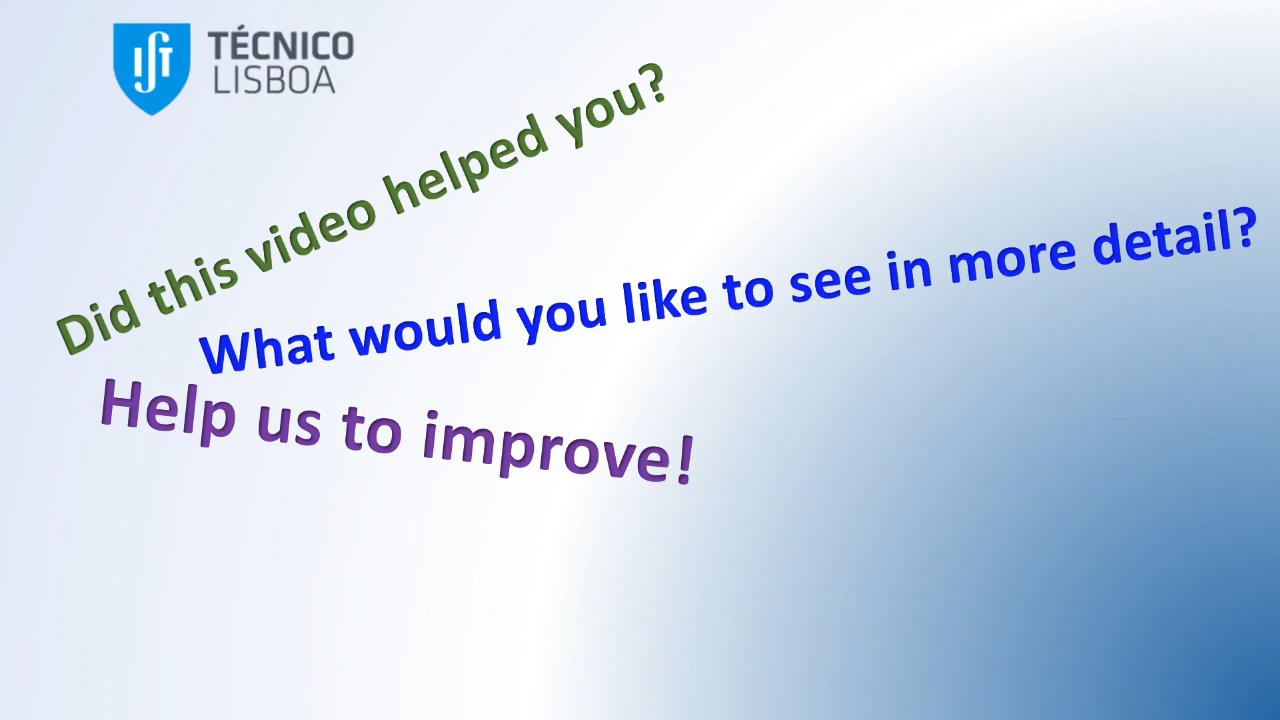 IST
TÉCNICO
LISBOA
Did this video helped you?
What would you like to see in more detail?
Help us to improve!